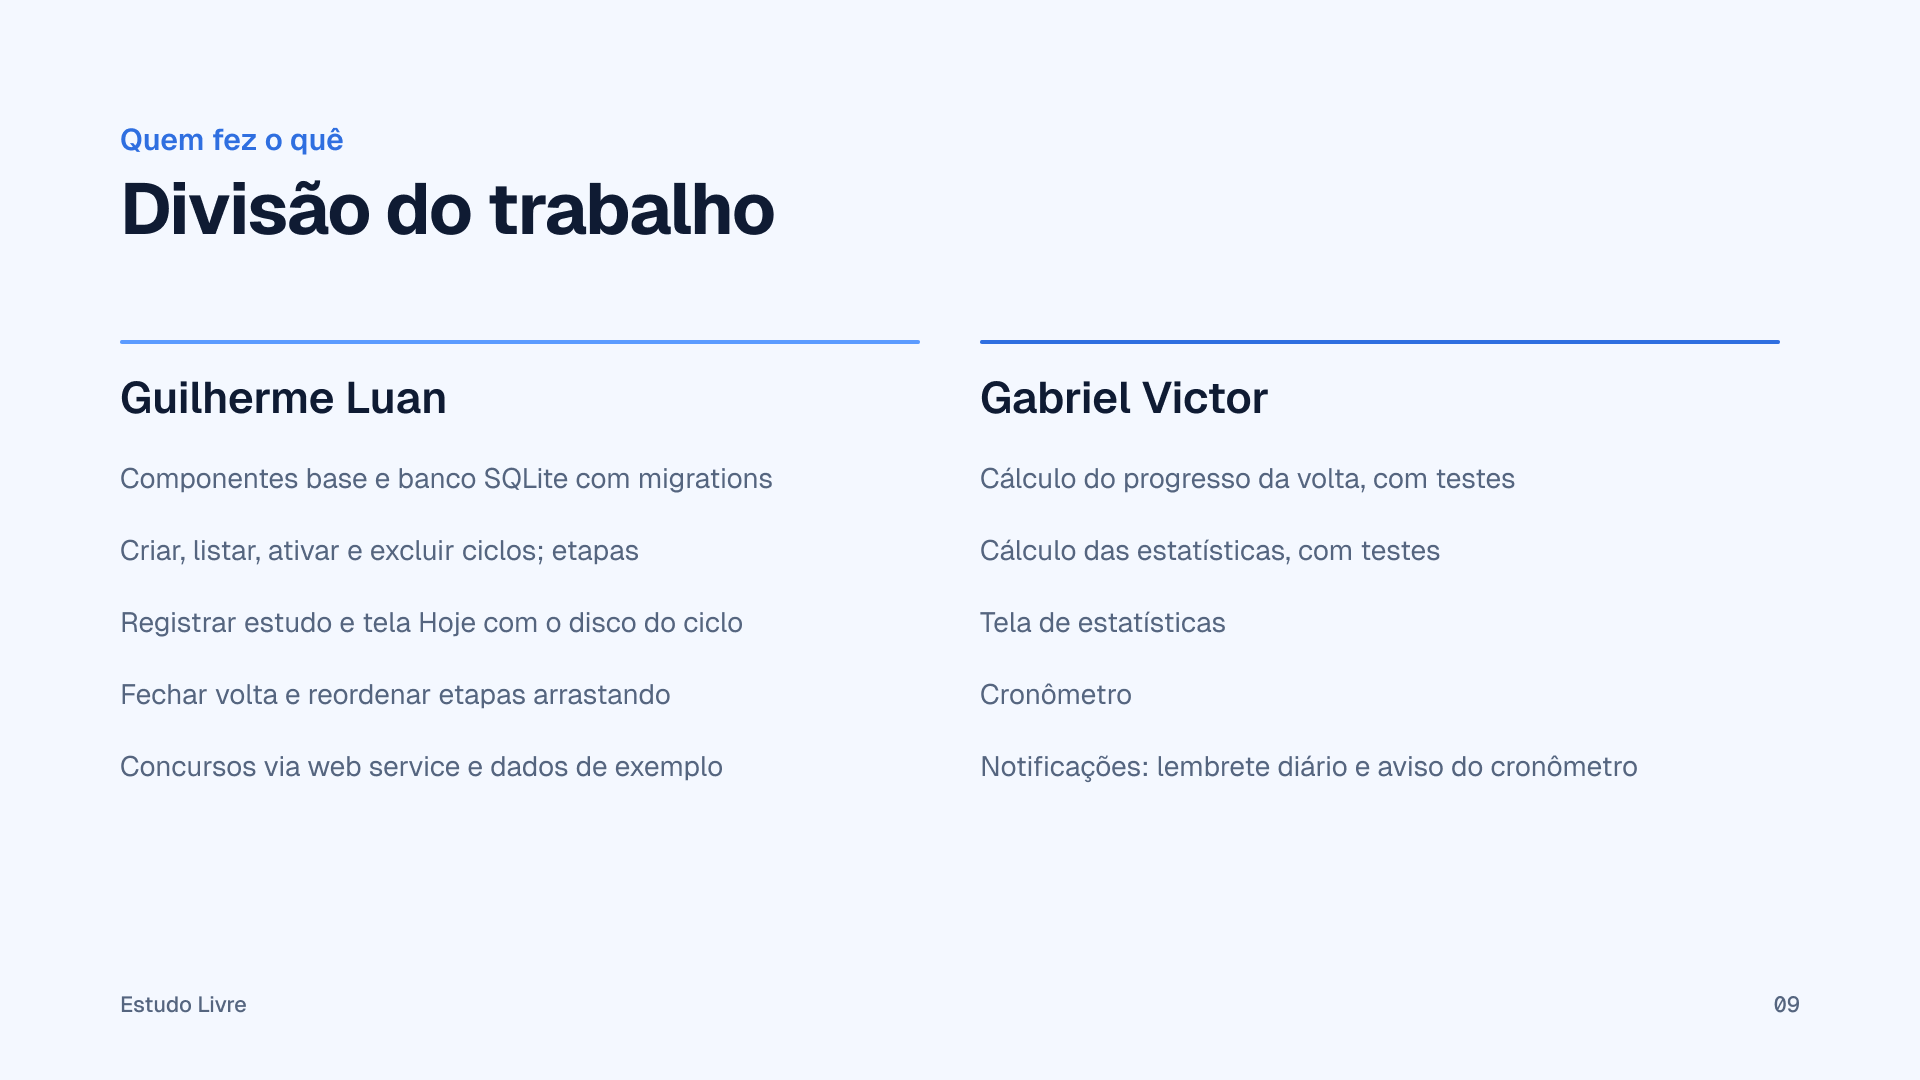 Quem fez o quê
Divisão do trabalho
Guilherme Luan
Componentes base e banco SQLite com migrations
Criar, listar, ativar e excluir ciclos; etapas
Registrar estudo e tela Hoje com o disco do ciclo
Fechar volta e reordenar etapas arrastando
Concursos via web service e dados de exemplo
Gabriel Victor
Cálculo do progresso da volta, com testes
Cálculo das estatísticas, com testes
Tela de estatísticas
Cronômetro
Notificações: lembrete diário e aviso do cronômetro
Estudo Livre
09